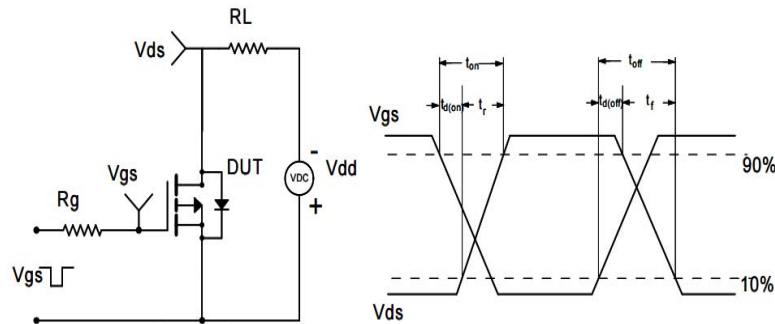 RL
Vds
-
Vdd
VDC
+
DUT
Vgs
Rg
Vgs
ton
toff
td(on)
tr
td(off)
tf
Vgs
90%
10%
Vds